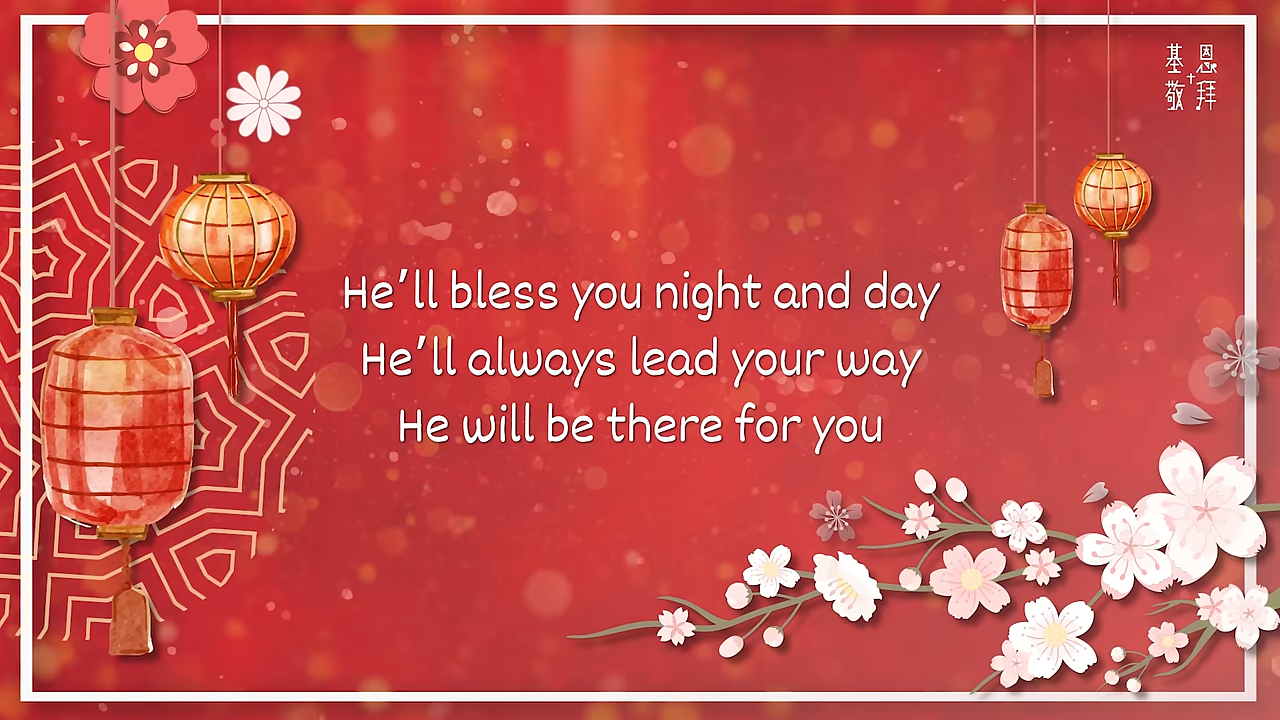 He'll bless you night and day
He'll always lead your way
He will be there for you
基恩
敬拜